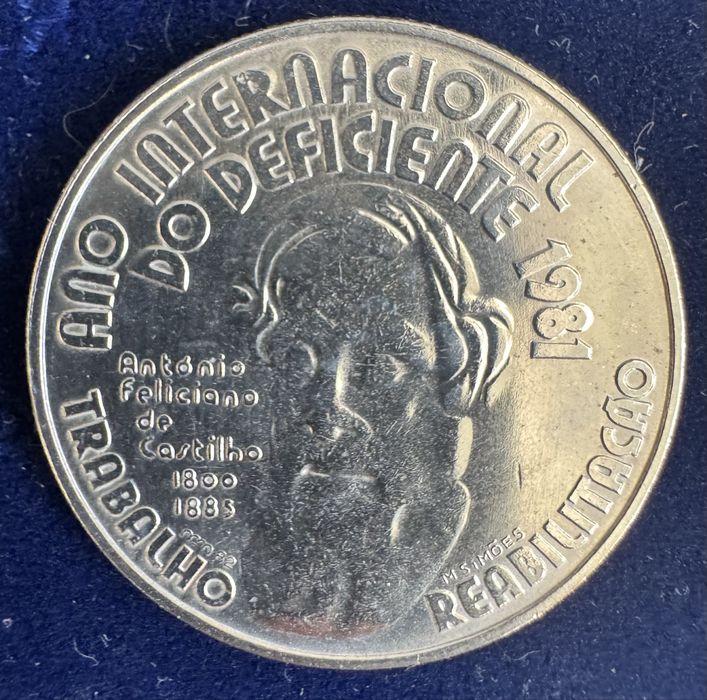 ANO INTERNACIONAL
DO DEFICIENTE 1981
António
Feliciano
de
Castilho
1800
1885
TRABALHO
M.SIMÕES
REABILITAÇÃO